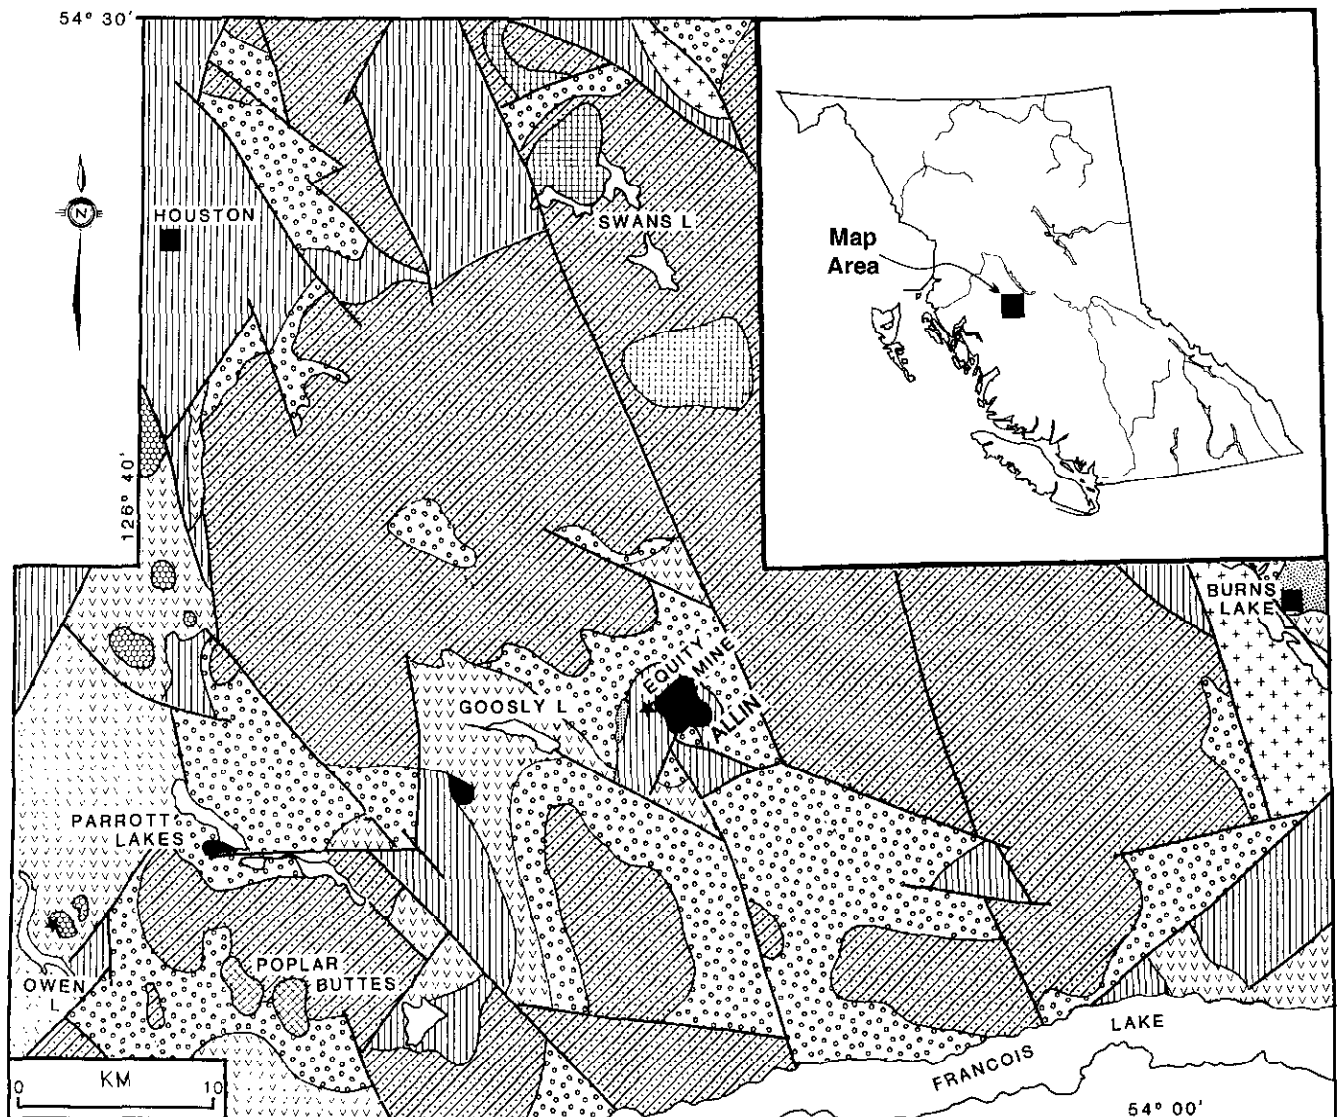 54° 30'
N
HOUSTON
SWANS L
Map
Area
126° 40'
BURNS
LAKE
EQUITY
MINE
GOOSLY L
ALLIN
PARROTT
LAKES
POPLAR
BUTTES
OWEN
L
LAKE
FRANCOIS
KM
0 10
54° 00'